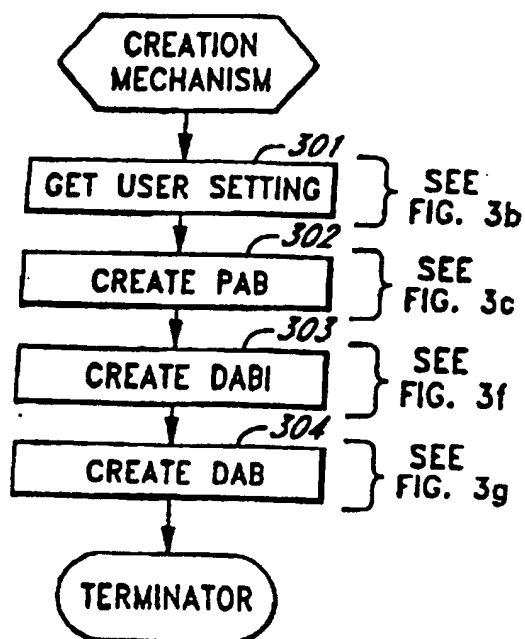 CREATION
MECHANISM
301
GET USER SETTING
SEE
FIG. 3b
302
CREATE PAB
SEE
FIG. 3c
303
CREATE DABI
SEE
FIG. 3f
304
CREATE DAB
SEE
FIG. 3g
TERMINATOR